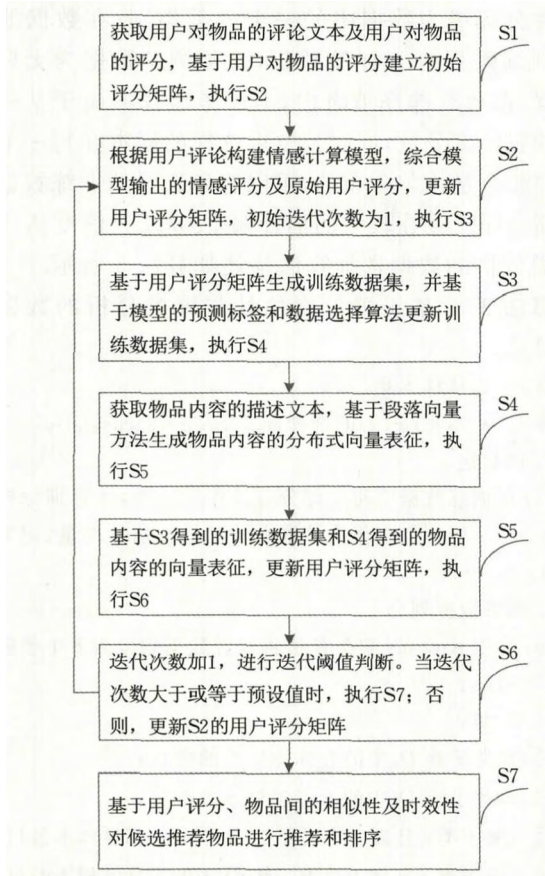 获取用户对物品的评论文本及用户对物品
的评分，基于用户对物品的评分建立初始
评分矩阵，执行S2
S1
根据用户评论构建情感计算模型，综合模
型输出的情感评分及原始用户评分，更新
用户评分矩阵，初始迭代次数为1，执行S3
S2
基于用户评分矩阵生成训练数据集，并基
于模型的预测标签和数据选择算法更新训
练数据集，执行S4
S3
获取物品内容的描述文本，基于段落向量
方法生成物品内容的分布式向量表征，执
行S5
S4
基于S3得到的训练数据集和S4得到的物品
内容的向量表征，更新用户评分矩阵，执
行S6
S5
迭代次数加1，进行迭代阈值判断。当迭代
次数大于或等于预设值时，执行S7；否
则，更新S2的用户评分矩阵
S6
基于用户评分、物品间的相似性及时效性
对候选推荐物品进行推荐和排序
S7